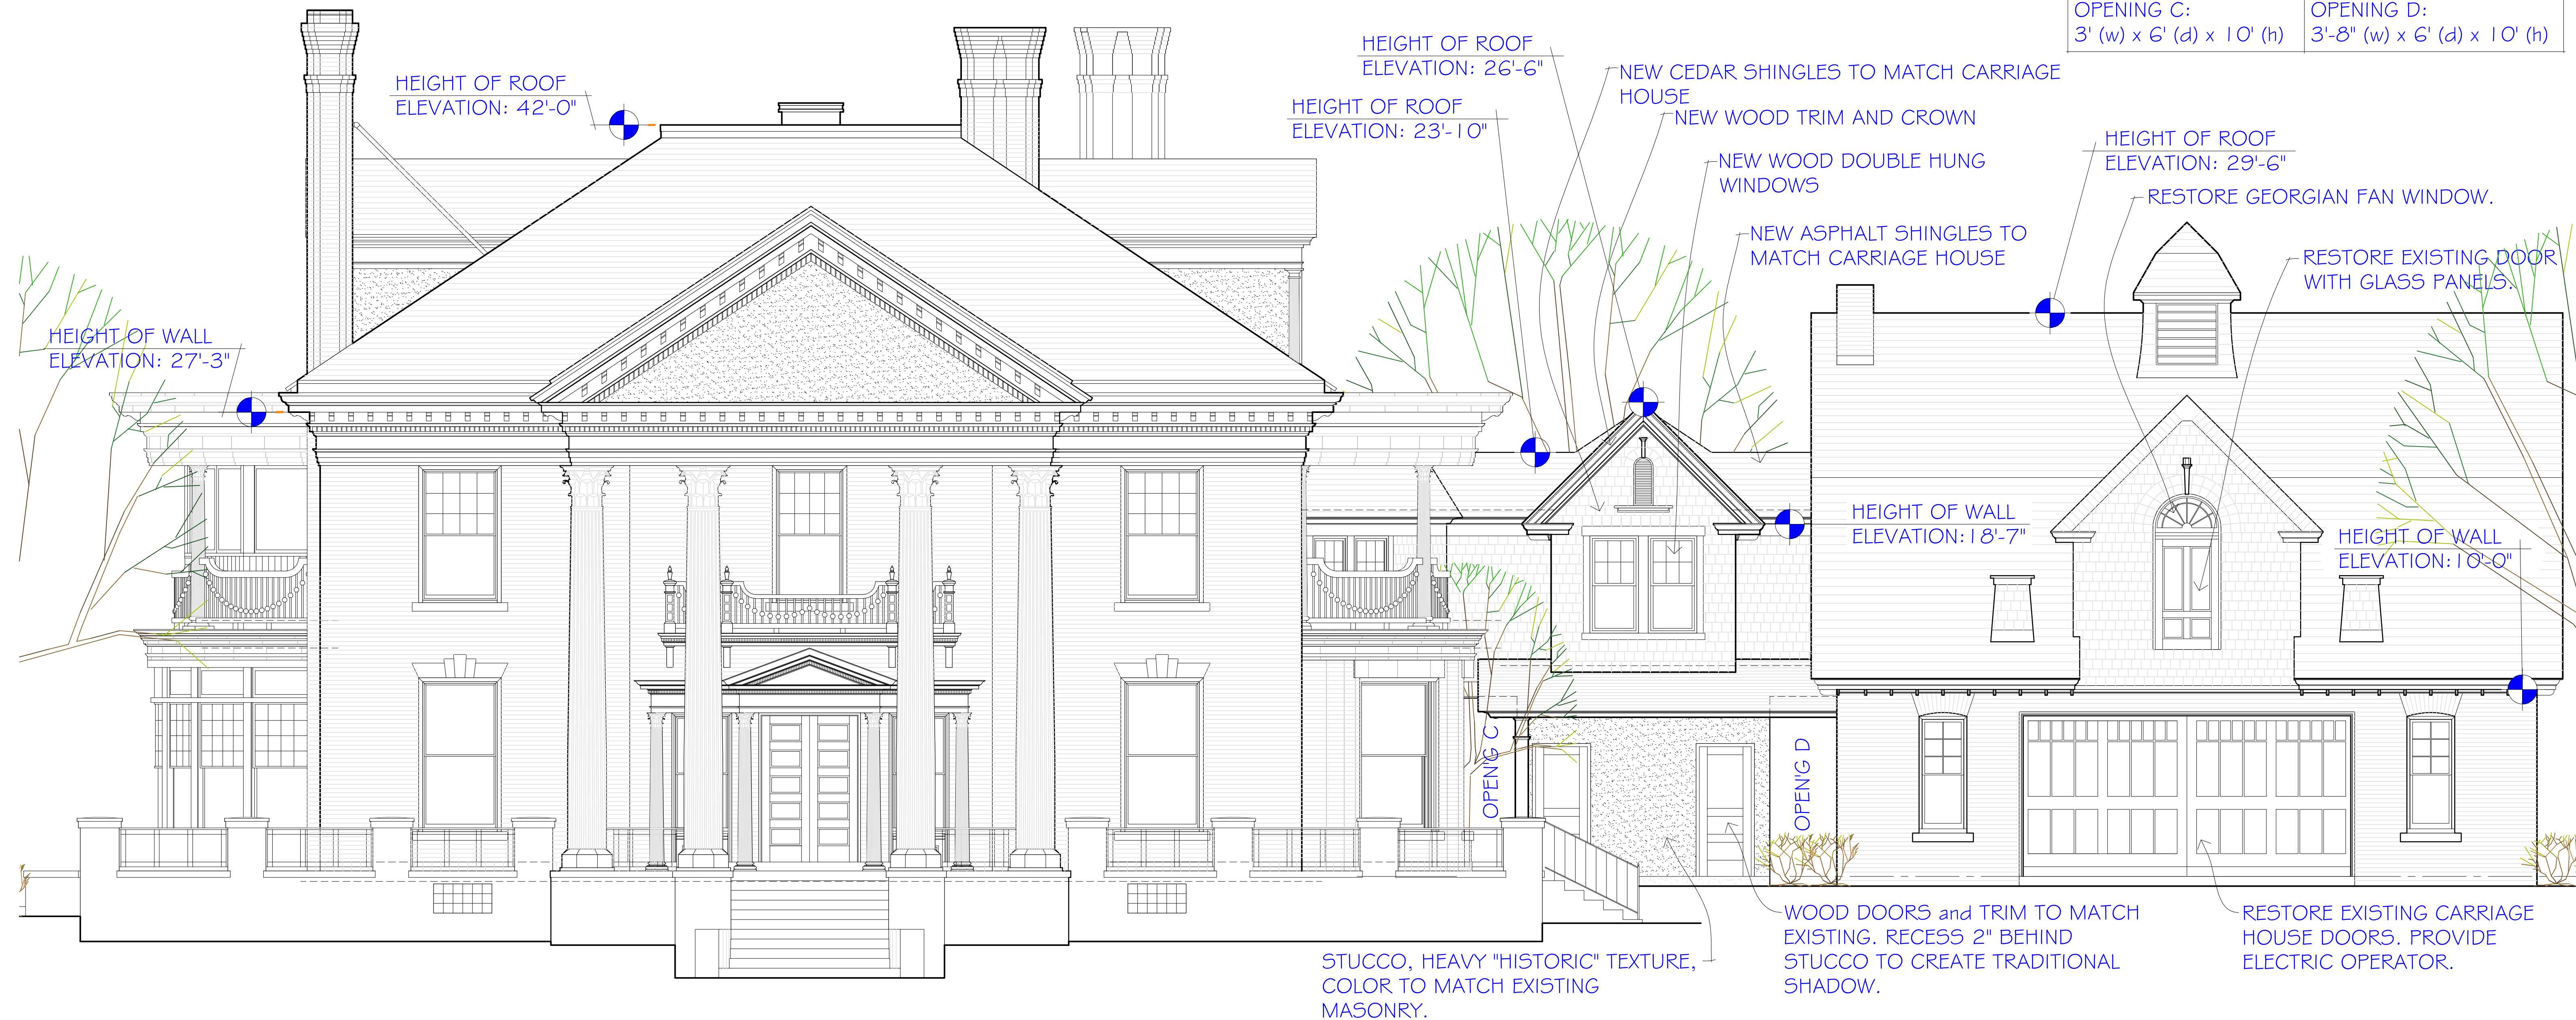 OPENING C:
3' (w) x 6' (d) x 10' (h)
OPENING D:
3'-8" (w) x 6' (d) x 10' (h)
HEIGHT OF ROOF
ELEVATION: 42'-0"
HEIGHT OF ROOF
ELEVATION: 26'-6"
HEIGHT OF ROOF
ELEVATION: 23'-10"
NEW CEDAR SHINGLES TO MATCH CARRIAGE
HOUSE
NEW WOOD TRIM AND CROWN
NEW WOOD DOUBLE HUNG
WINDOWS
NEW ASPHALT SHINGLES TO
MATCH CARRIAGE HOUSE
HEIGHT OF ROOF
ELEVATION: 29'-6"
RESTORE GEORGIAN FAN WINDOW.
RESTORE EXISTING DOOR
WITH GLASS PANELS.
HEIGHT OF WALL
ELEVATION: 27'-3"
HEIGHT OF WALL
ELEVATION:18'-7"
HEIGHT OF WALL
ELEVATION:10'-0"
OPEN'G C
OPEN'G D
STUCCO, HEAVY "HISTORIC" TEXTURE,
COLOR TO MATCH EXISTING
MASONRY.
WOOD DOORS and TRIM TO MATCH
EXISTING. RECESS 2" BEHIND
STUCCO TO CREATE TRADITIONAL
SHADOW.
RESTORE EXISTING CARRIAGE
HOUSE DOORS. PROVIDE
ELECTRIC OPERATOR.